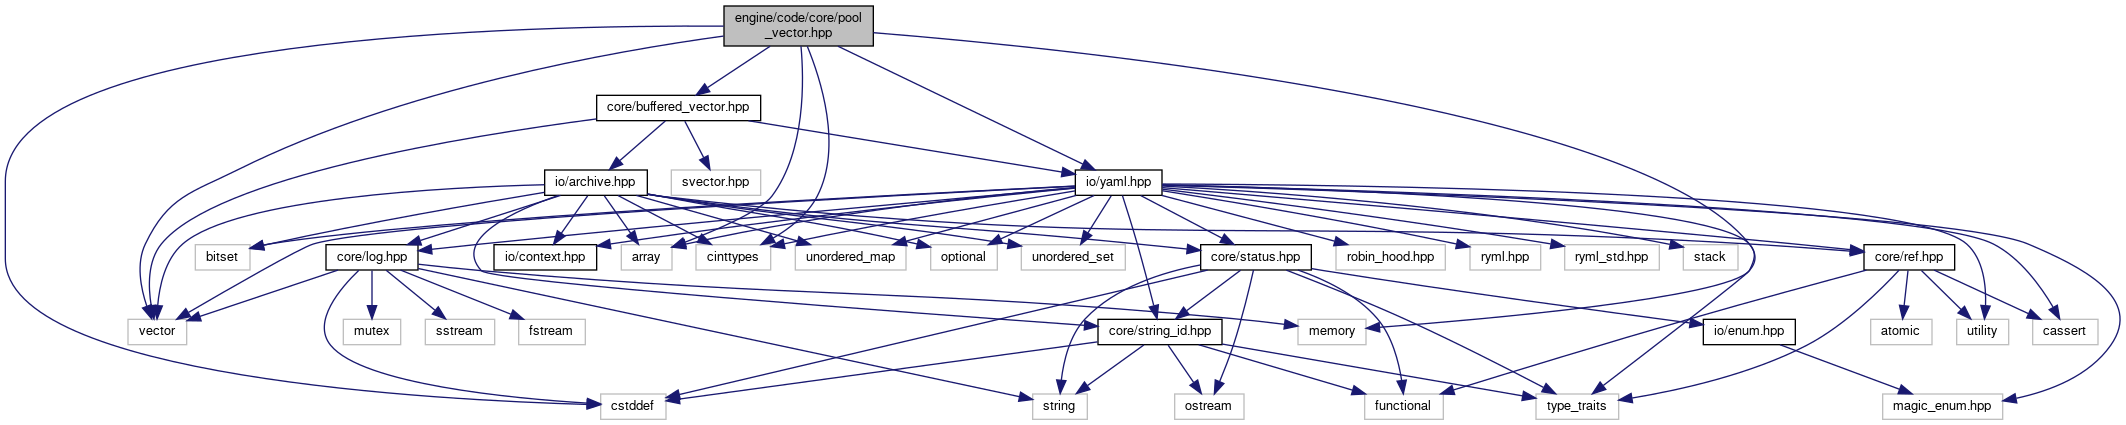 engine/code/core/pool
_vector.hpp
core/buffered_vector.hpp
io/archive.hpp
svector.hpp
io/yaml.hpp
bitset
core/log.hpp
io/context.hpp
array
cinttypes
unordered_map
optional
unordered_set
core/status.hpp
robin_hood.hpp
ryml.hpp
ryml_std.hpp
stack
core/ref.hpp
vector
mutex
sstream
fstream
core/string_id.hpp
memory
io/enum.hpp
atomic
utility
cassert
cstddef
string
ostream
functional
type_traits
magic_enum.hpp